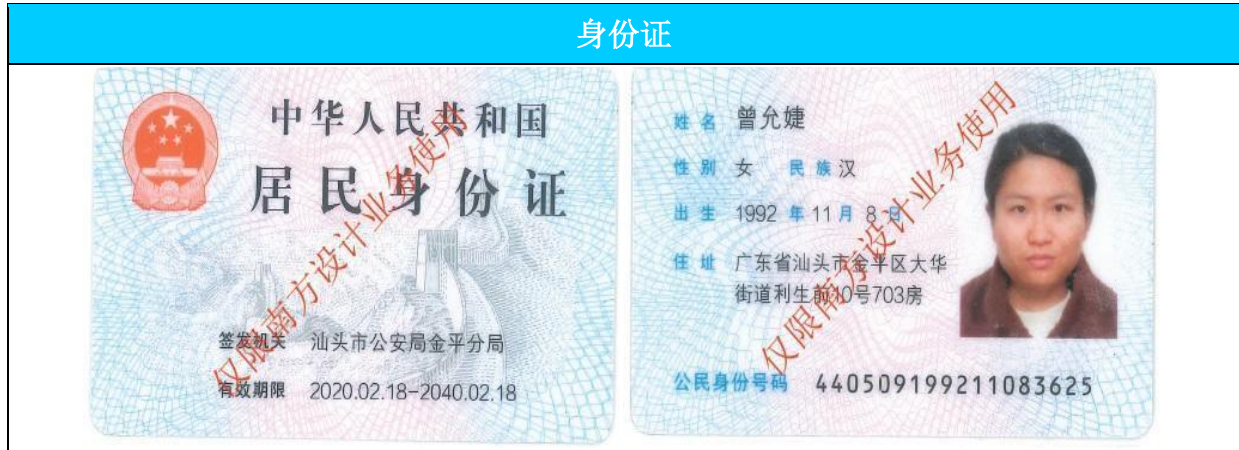 身份证
中华人民共和国
居民身份证
签发机关 汕头市公安局金平分局
有效期限 2020.02.18-2040.02.18
仅限南方设计业务使用
姓名 曾允婕
性别 女 民族 汉
出生 1992 年 11 月 8 日
住址 广东省汕头市金平区大华
街道利生前10号703房
公民身份号码 440509199211083625
仅限南方设计业务使用